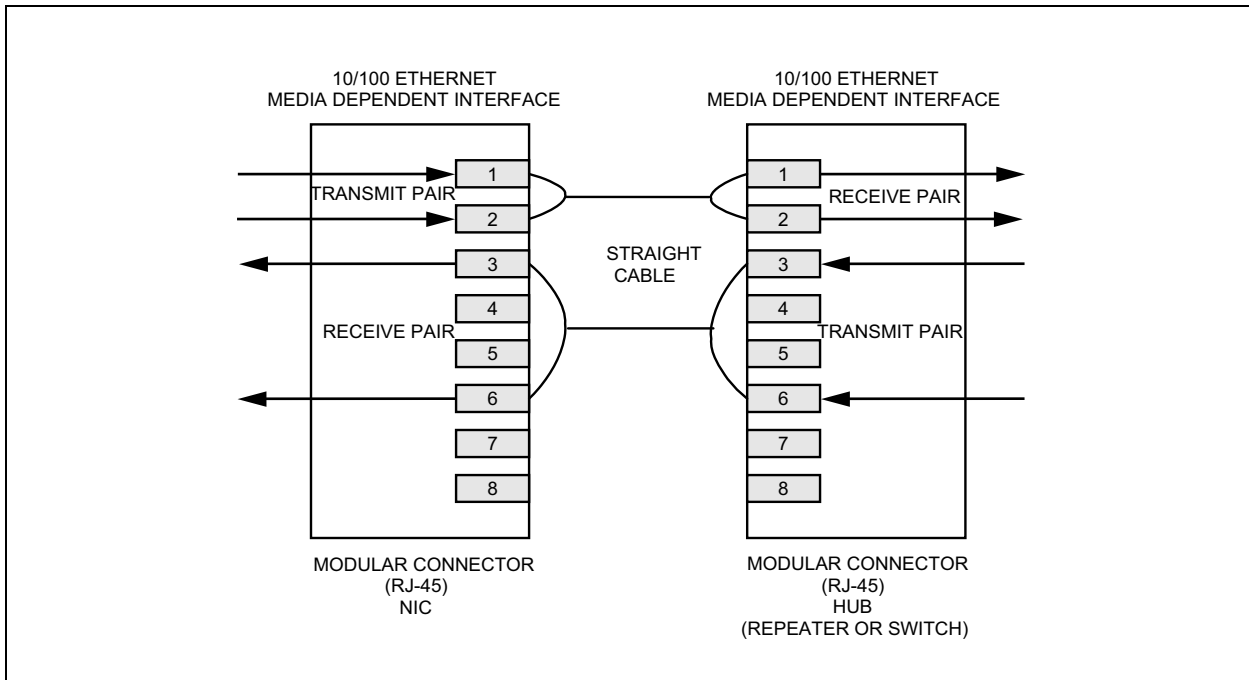 10/100 ETHERNET
MEDIA DEPENDENT INTERFACE
1
2
3
4
5
6
7
8
TRANSMIT PAIR
RECEIVE PAIR
MODULAR CONNECTOR
(RJ-45)
NIC
STRAIGHT
CABLE
10/100 ETHERNET
MEDIA DEPENDENT INTERFACE
1
2
3
4
5
6
7
8
RECEIVE PAIR
TRANSMIT PAIR
MODULAR CONNECTOR
(RJ-45)
HUB
(REPEATER OR SWITCH)